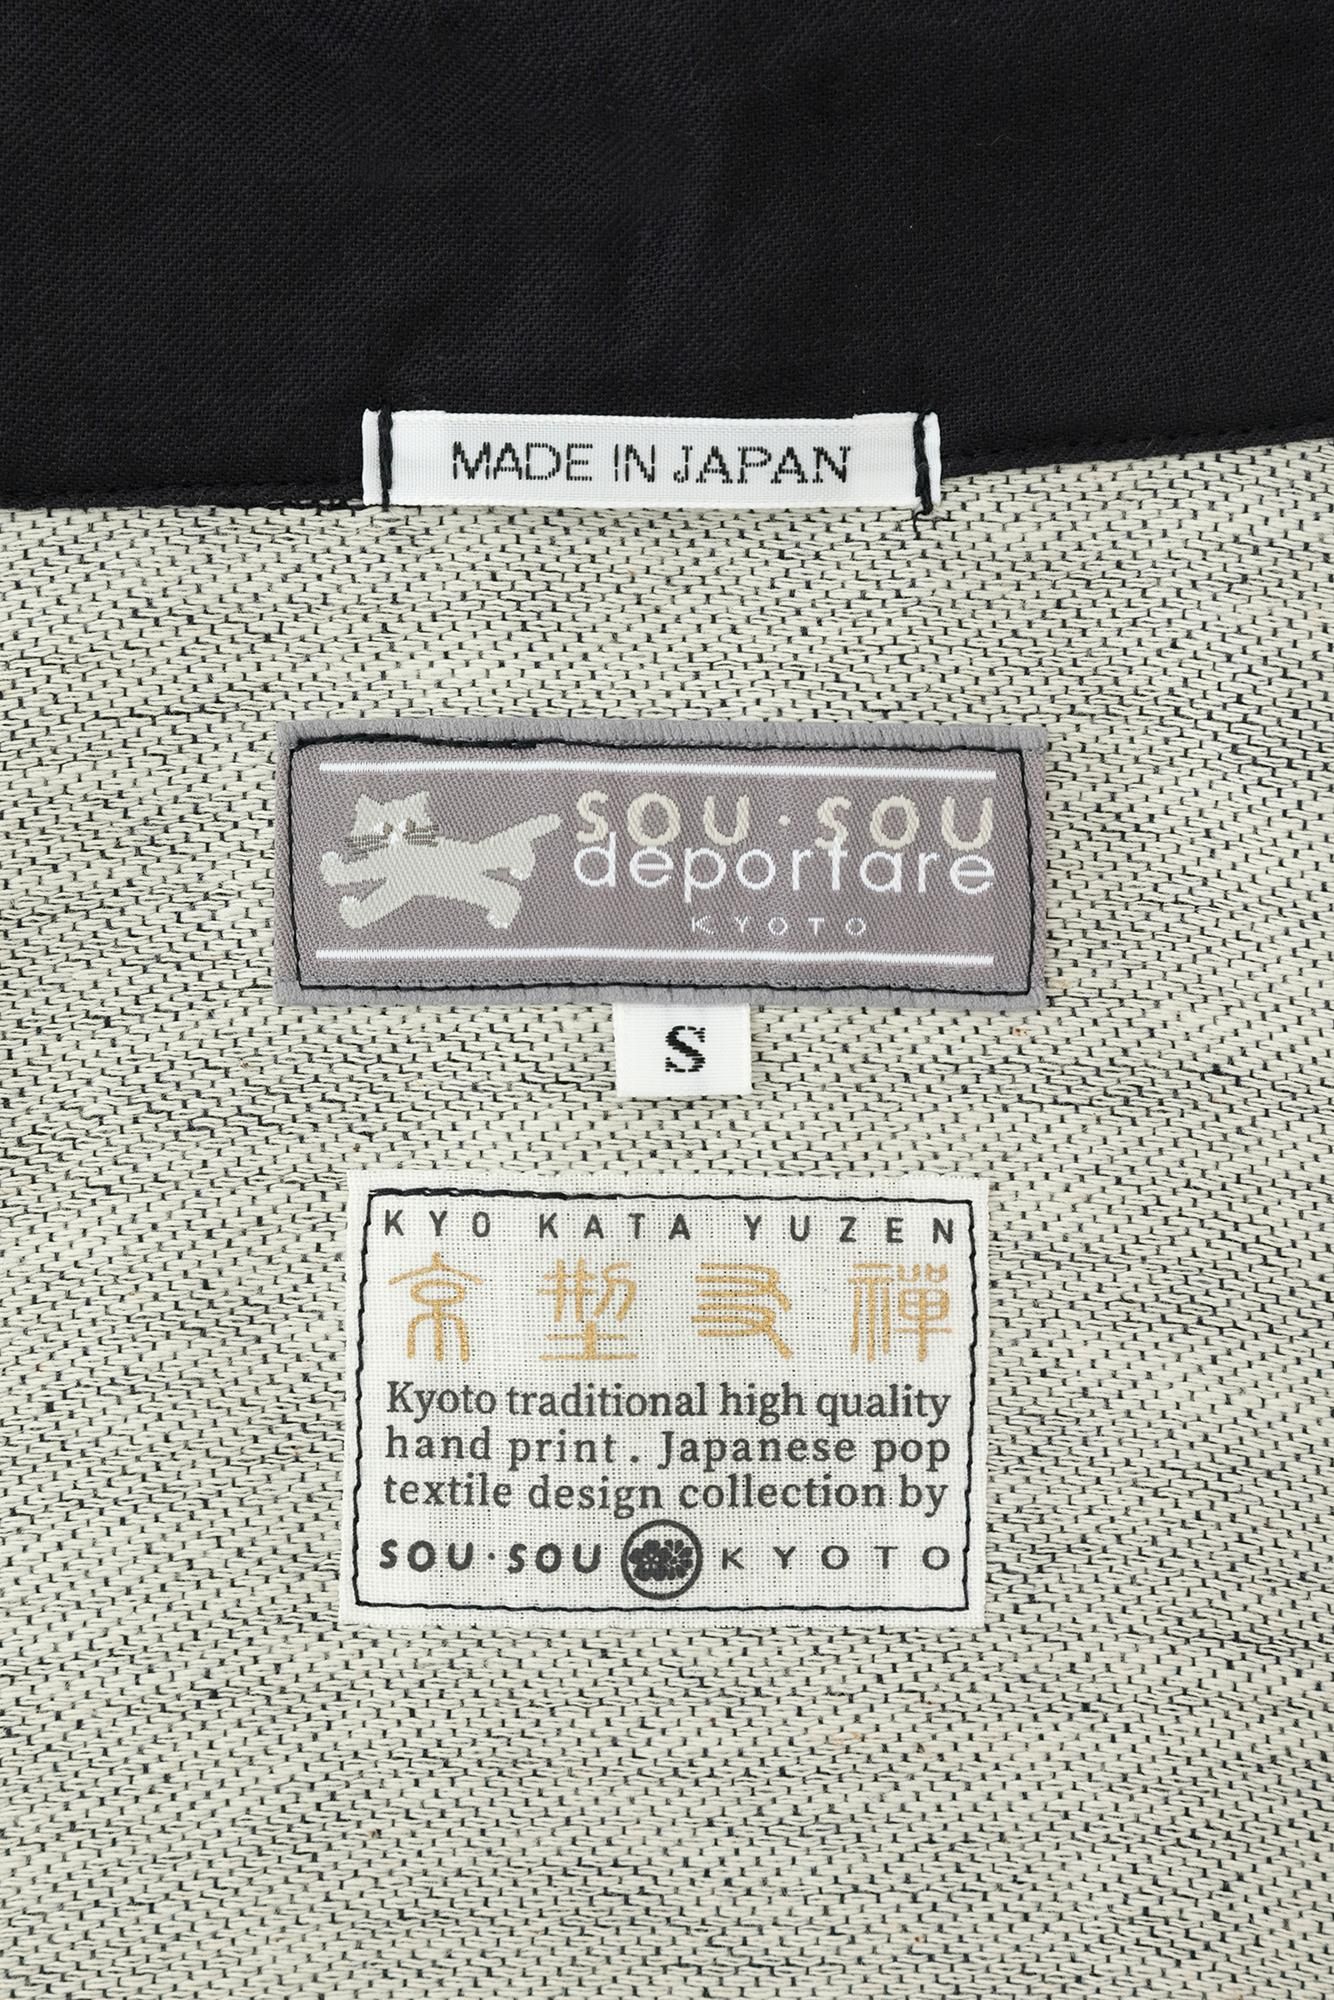 MADE IN JAPAN
SOU・SOU
deportare
KYOTO
S
KYO KATA YUZEN
京型友禅
Kyoto traditional high quality
hand print . Japanese pop
textile design collection by
SOU・SOU KYOTO